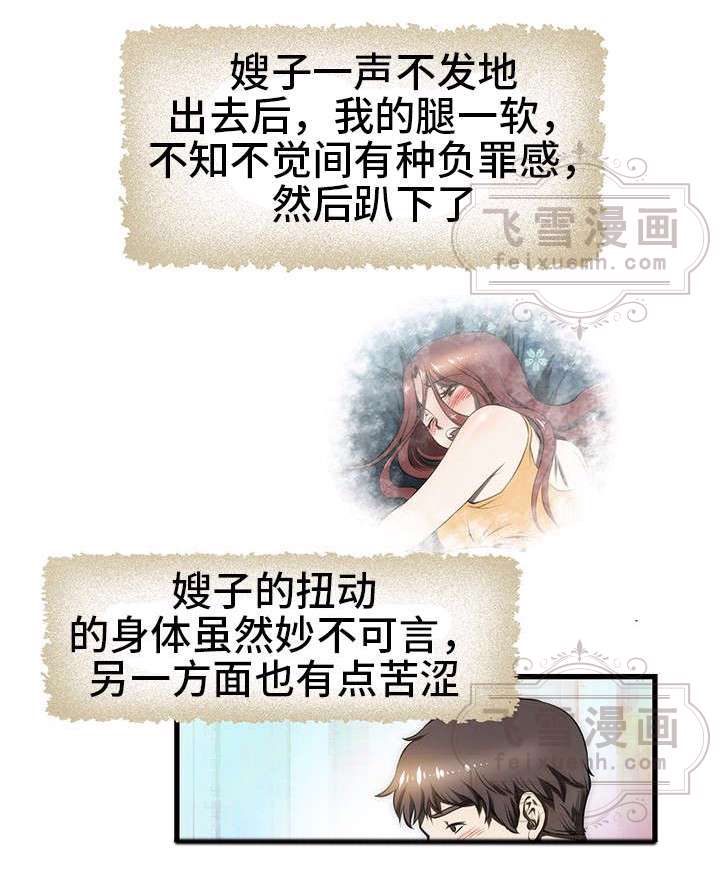 嫂子一声不发地
出去后，我的腿一软，
不知不觉间有种负罪感，
然后趴下了
飞雪漫画
feixuemh.com
嫂子的扭动
的身体虽然妙不可言，
另一方面也有点苦涩
飞雪漫画
feixuemh.com